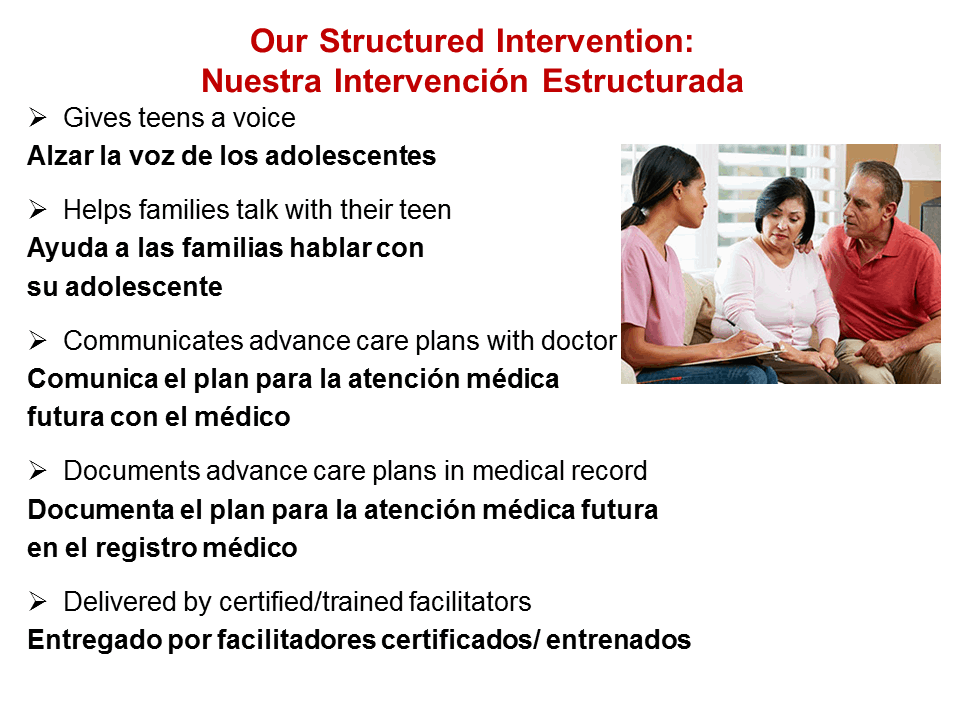 Our Structured Intervention:
Nuestra Intervención Estructurada
➢ Gives teens a voice
Alzar la voz de los adolescentes
➢ Helps families talk with their teen
Ayuda a las familias hablar con
su adolescente
➢ Communicates advance care plans with doctor
Comunica el plan para la atención médica
futura con el médico
➢ Documents advance care plans in medical record
Documenta el plan para la atención médica futura
en el registro médico
➢ Delivered by certified/trained facilitators
Entregado por facilitadores certificados/ entrenados